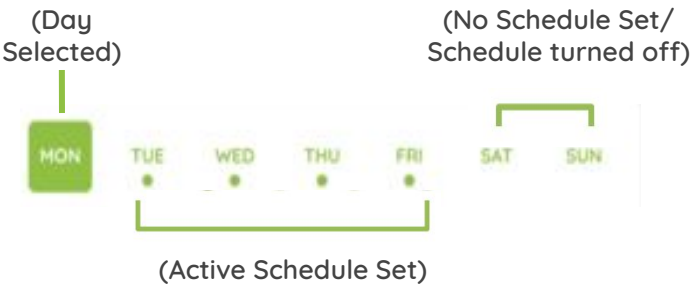 (Day
Selected)
(No Schedule Set/
Schedule turned off)
MON TUE WED THU FRI SAT SUN
(Active Schedule Set)